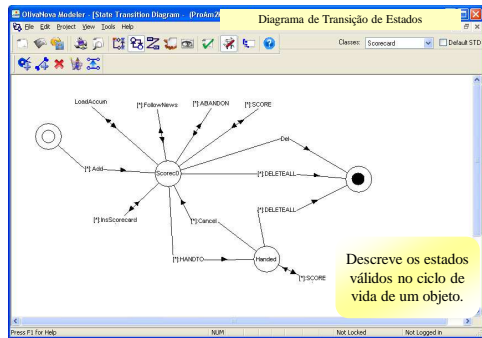 OlivaNova Modeler - [State Transition Diagram - (ProAm2
Diagrama de Transição de Estados
File Edit Project View Tools Help
Classes: Scorecard Default STD
LoadAccum
[*]:FollowNews
[*]:ABANDON
[*]:SCORE
Del
[*]:Add
Scorec0
[*]:DELETEALL
[*]:DELETEALL
[*]:InsScorecard
[*]:Cancel
[*]:HANDTO
Handed
[*]:SCORE
Descreve os estados
válidos no ciclo de
vida de um objeto.
Press F1 for Help NUM Not Locked Not Logged in